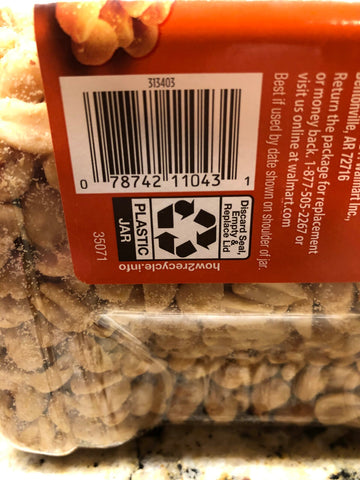 313403
0 78742 11043 1
PLASTIC
JAR
Discard Seal,
Empty &
Replace Lid
how2recycle.info
35071
Best if used by date shown on shoulder of jar.
AR 72716
Return the package for replacement
or money back. 1-877-505-2267 or
visit us online at walmart.com